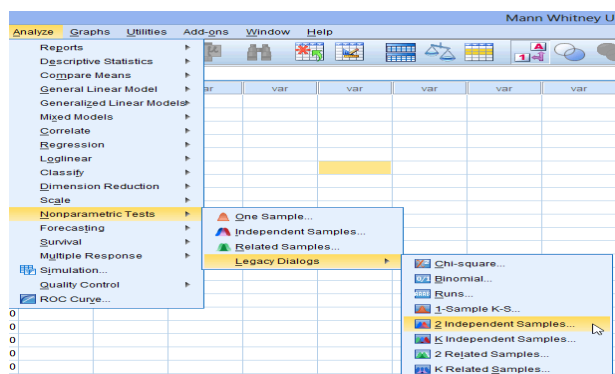 Mann Whitney U
Analyze Graphs Utilities Add-ons Window Help
Reports
Descriptive Statistics
Compare Means
General Linear Model
Generalized Linear Models
Mixed Models
Correlate
Regression
Loglinear
Classify
Dimension Reduction
Scale
Nonparametric Tests
Forecasting
Survival
Multiple Response
Simulation...
Quality Control
ROC Curve...
ar var var var var var
One Sample...
Independent Samples...
Related Samples...
Legacy Dialogs
Chi-square...
Binomial...
Runs...
1-Sample K-S...
2 Independent Samples...
K Independent Samples...
2 Related Samples...
K Related Samples...
0
0
0
0
0